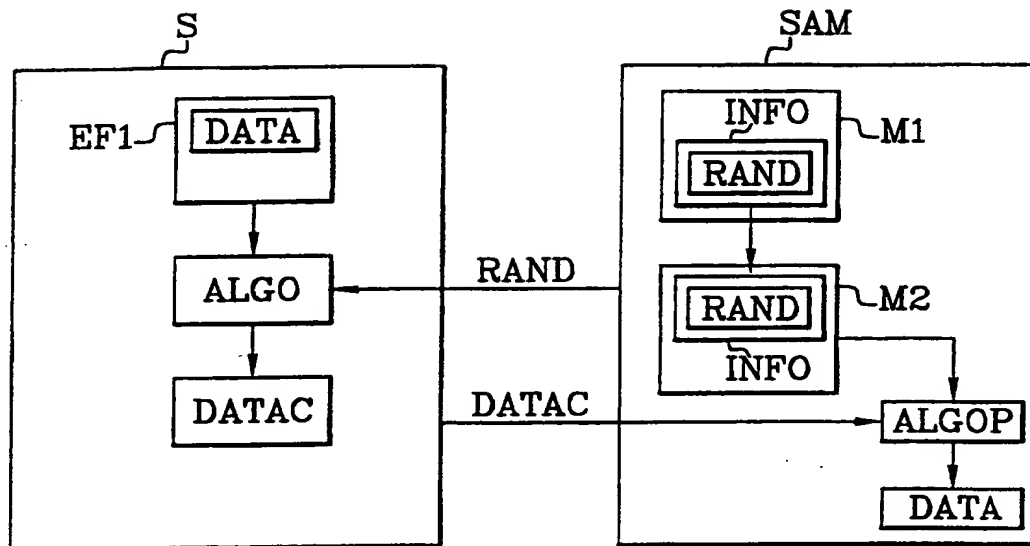 S
SAM
EF1
DATA
INFO
M1
RAND
ALGO
RAND
RAND
M2
INFO
DATAC
DATAC
ALGOP
DATA